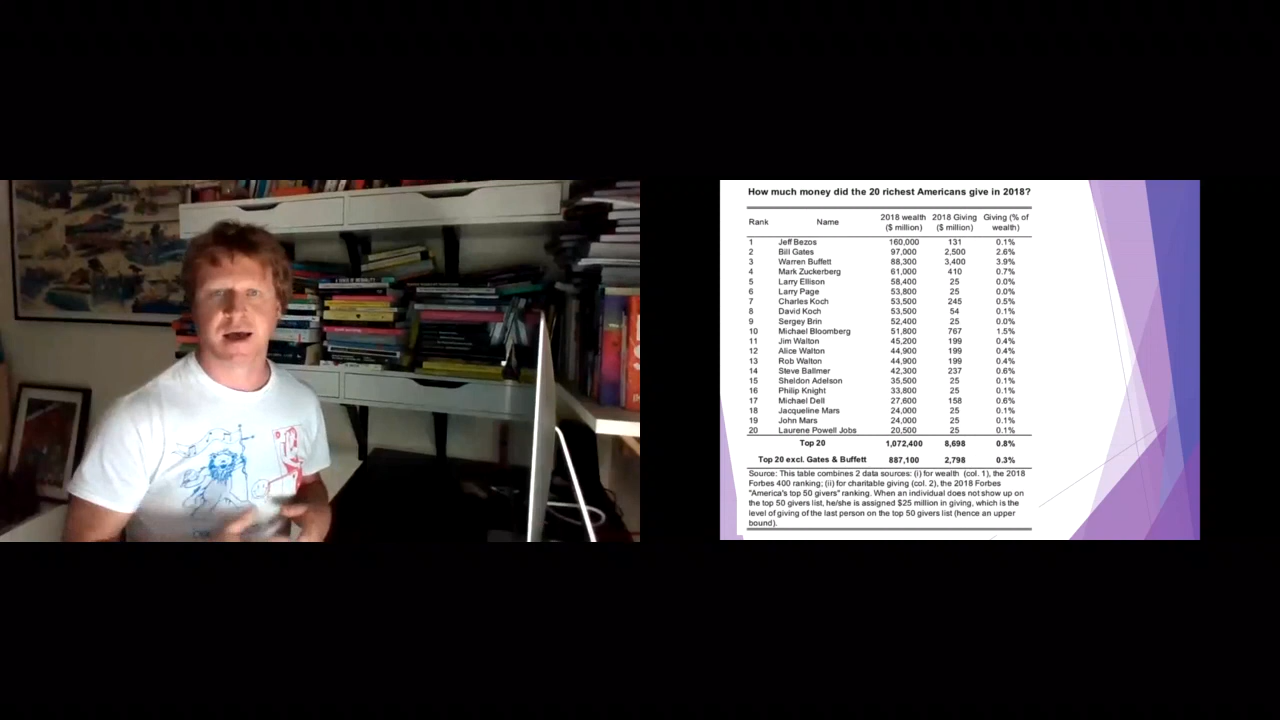 How much money did the 20 richest Americans give in 2018?
Rank Name 2018 wealth ($ million) 2018 Giving ($ million) Giving (% of wealth)
1 Jeff Bezos 160,000 131 0.1%
2 Bill Gates 97,000 2,500 2.6%
3 Warren Buffett 88,300 3,400 3.9%
4 Mark Zuckerberg 61,000 410 0.7%
5 Larry Ellison 58,400 25 0.0%
6 Larry Page 53,800 25 0.0%
7 Charles Koch 53,500 245 0.5%
8 David Koch 53,500 54 0.1%
9 Sergey Brin 52,400 25 0.0%
10 Michael Bloomberg 51,800 767 1.5%
11 Jim Walton 45,200 199 0.4%
12 Alice Walton 44,900 199 0.4%
13 Rob Walton 44,900 199 0.4%
14 Steve Ballmer 42,300 237 0.6%
15 Sheldon Adelson 35,500 25 0.1%
16 Philip Knight 33,800 25 0.1%
17 Michael Dell 27,600 158 0.6%
18 Jacqueline Mars 24,000 25 0.1%
19 John Mars 24,000 25 0.1%
20 Laurene Powell Jobs 20,500 25 0.1%
Top 20 1,072,400 8,698 0.8%
Top 20 excl. Gates & Buffett 887,100 2,798 0.3%
Source: This table combines 2 data sources: (i) for wealth (col. 1), the 2018
Forbes 400 ranking; (ii) for charitable giving (col. 2), the 2018 Forbes
"America's top 50 givers" ranking. When an individual does not show up on
the top 50 givers list, he/she is assigned $25 million in giving, which is the
level of giving of the last person on the top 50 givers list (hence an upper
bound).